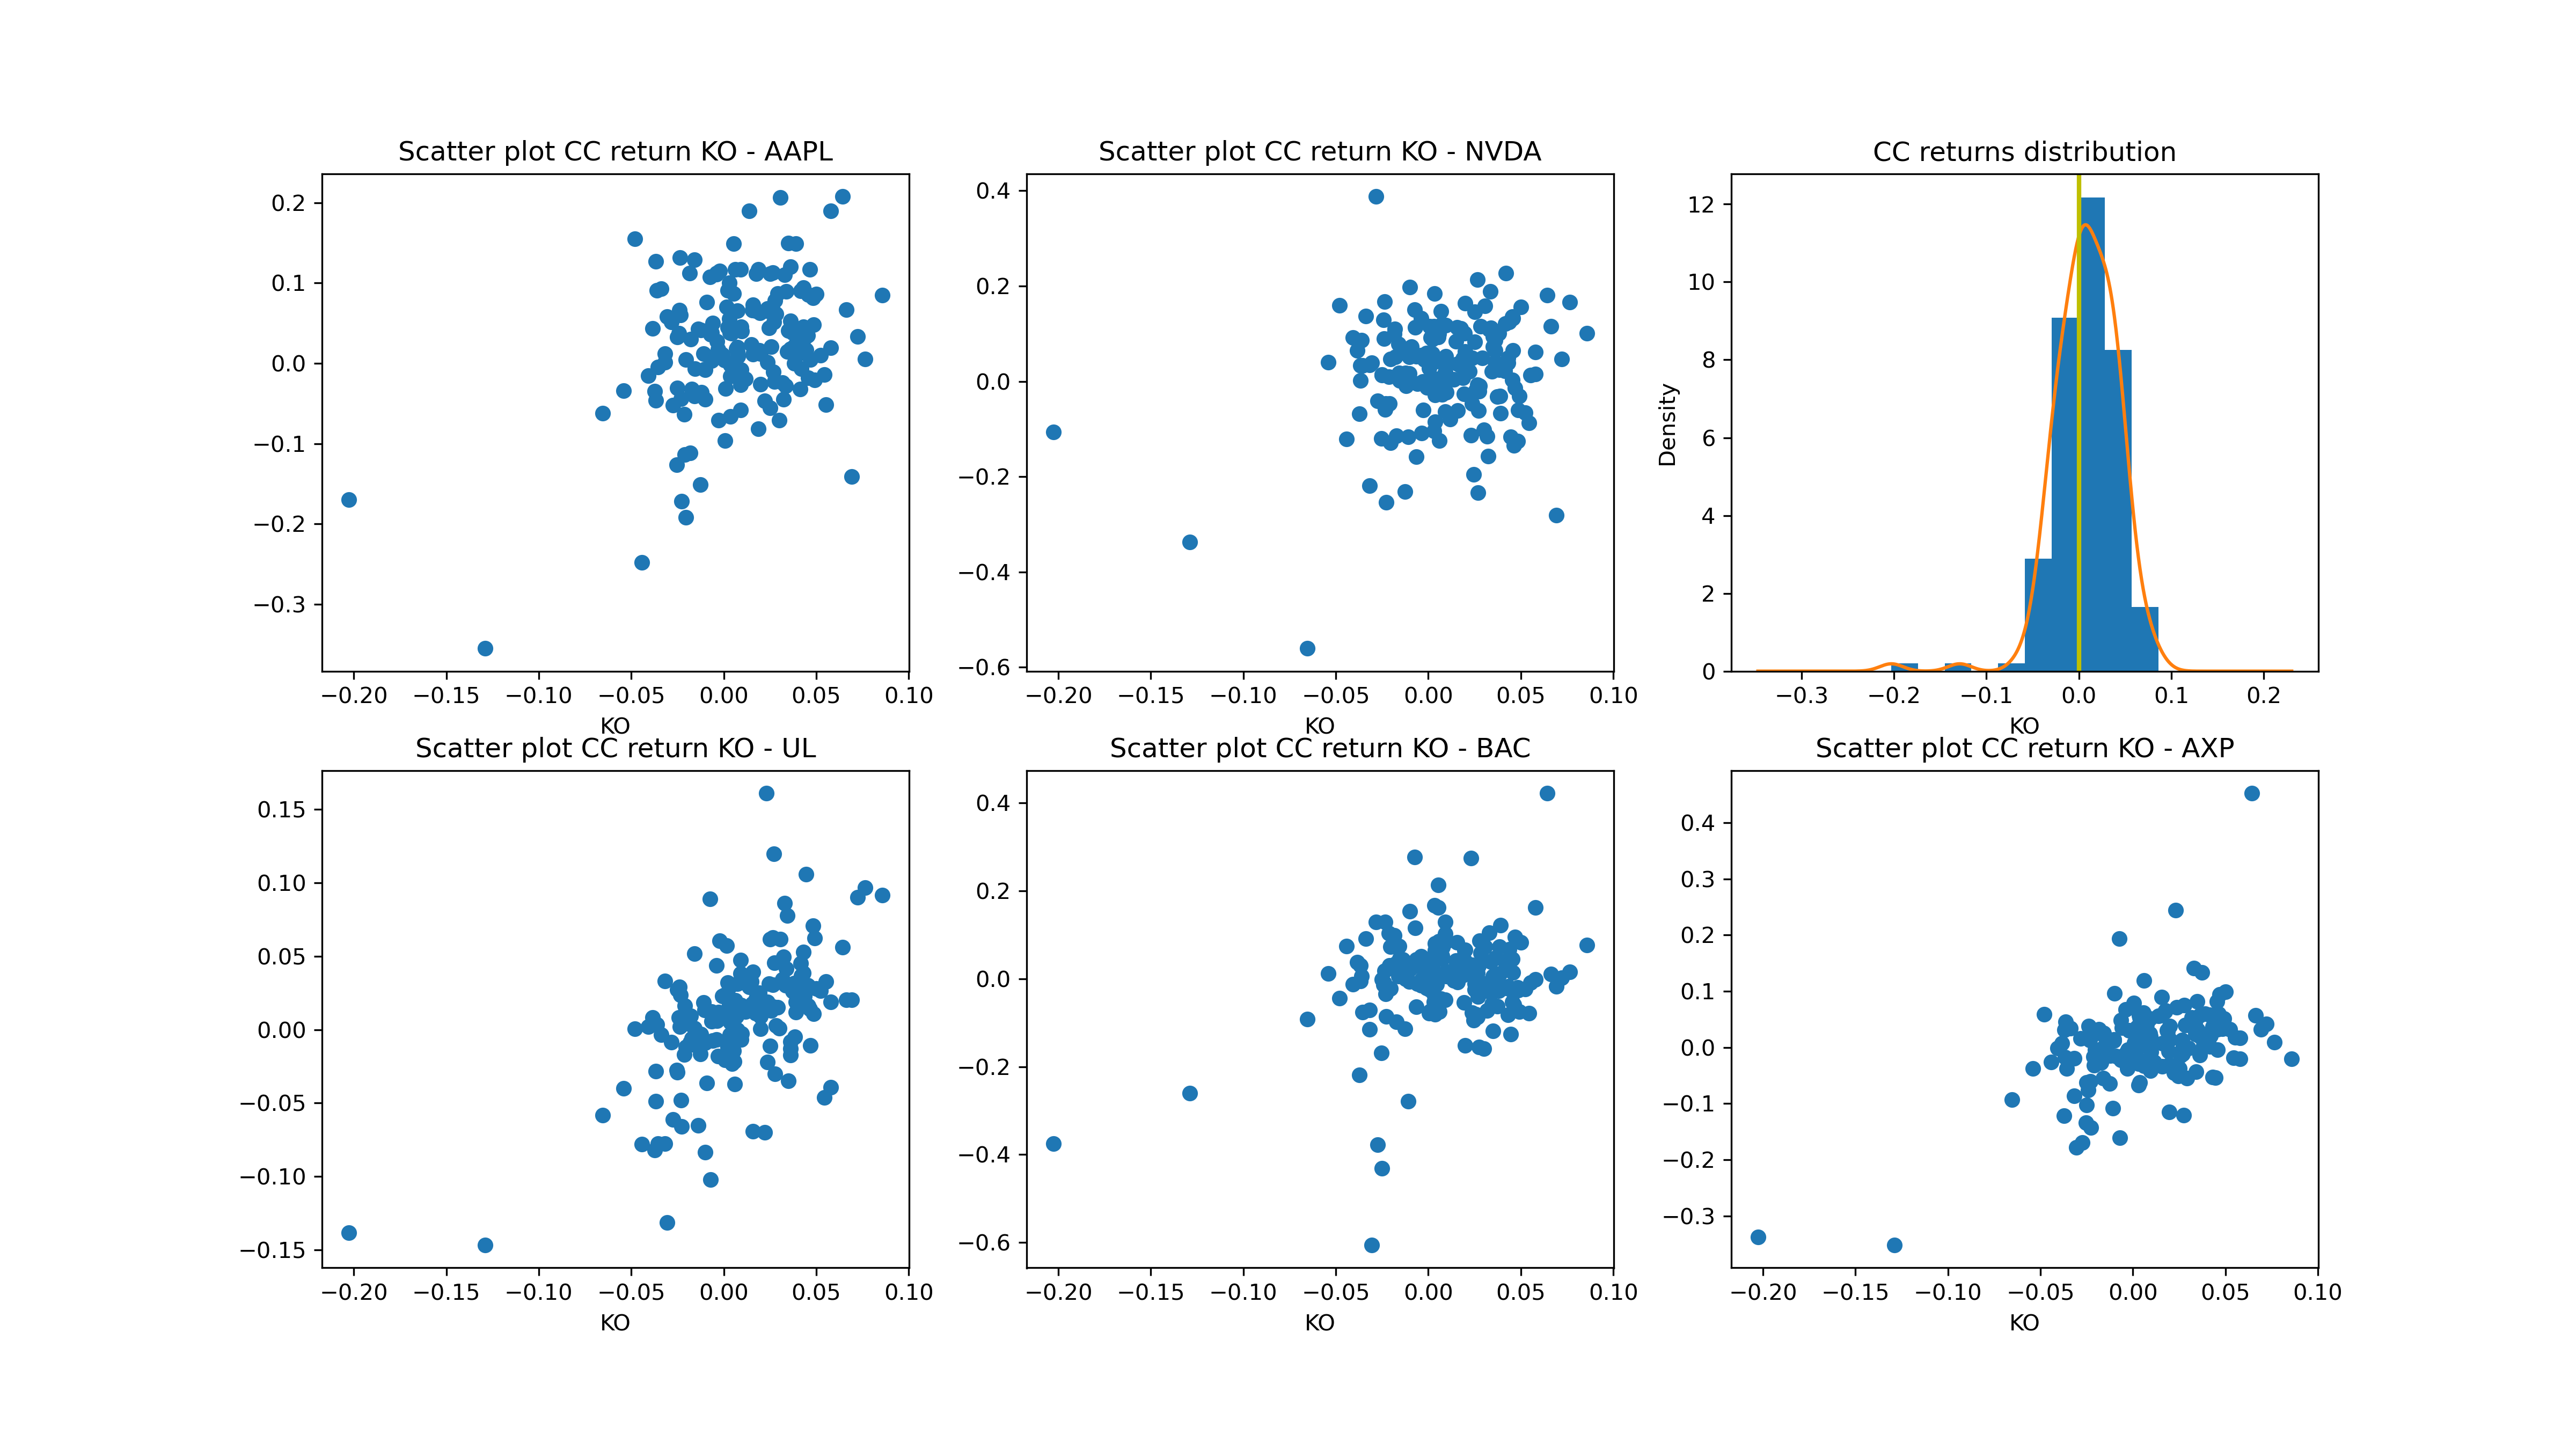 Scatter plot CC return KO - AAPL
0.2
0.1
0.0
−0.1
−0.2
−0.3
−0.20 −0.15 −0.10 −0.05 0.00 0.05 0.10
KO
Scatter plot CC return KO - NVDA
0.4
0.2
0.0
−0.2
−0.4
−0.6
−0.20 −0.15 −0.10 −0.05 0.00 0.05 0.10
KO
CC returns distribution
Density
12
10
8
6
4
2
0
−0.3 −0.2 −0.1 0.0 0.1 0.2
KO
Scatter plot CC return KO - UL
0.15
0.10
0.05
0.00
−0.05
−0.10
−0.15
−0.20 −0.15 −0.10 −0.05 0.00 0.05 0.10
KO
Scatter plot CC return KO - BAC
0.4
0.2
0.0
−0.2
−0.4
−0.6
−0.20 −0.15 −0.10 −0.05 0.00 0.05 0.10
KO
Scatter plot CC return KO - AXP
0.4
0.3
0.2
0.1
0.0
−0.1
−0.2
−0.3
−0.20 −0.15 −0.10 −0.05 0.00 0.05 0.10
KO